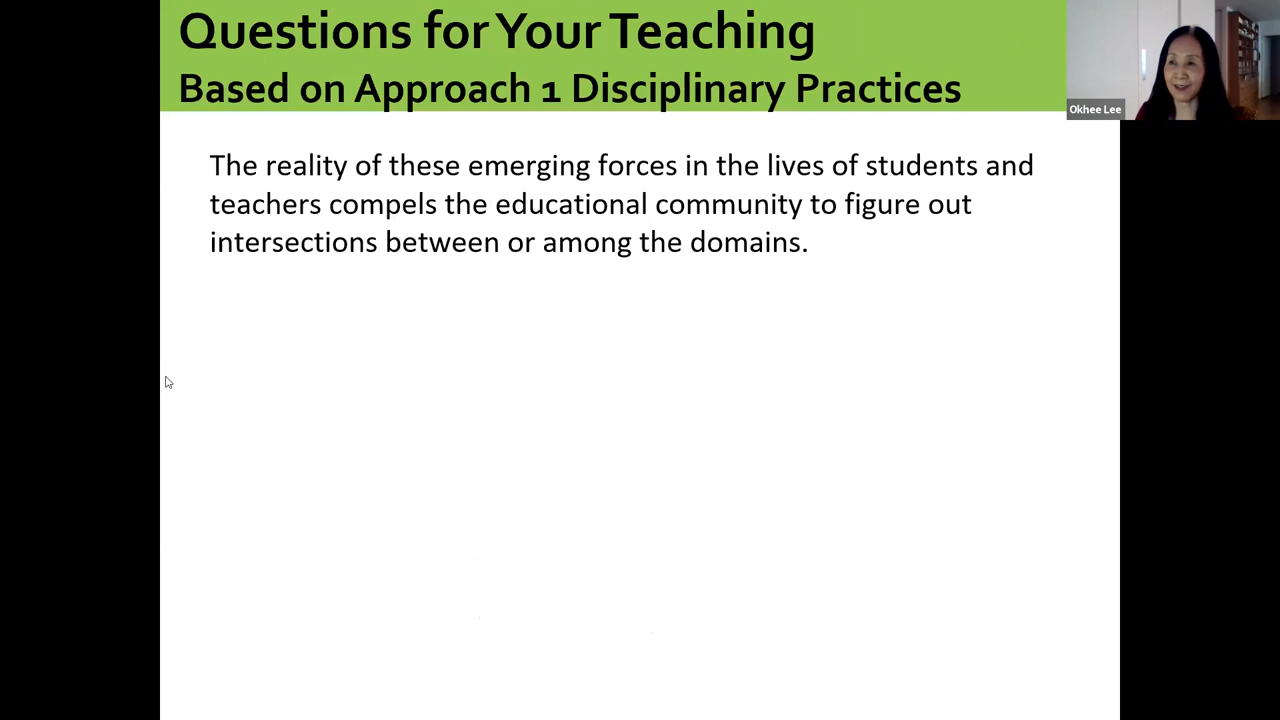 Questions for Your Teaching
Based on Approach 1 Disciplinary Practices
Okhee Lee
The reality of these emerging forces in the lives of students and
teachers compels the educational community to figure out
intersections between or among the domains.